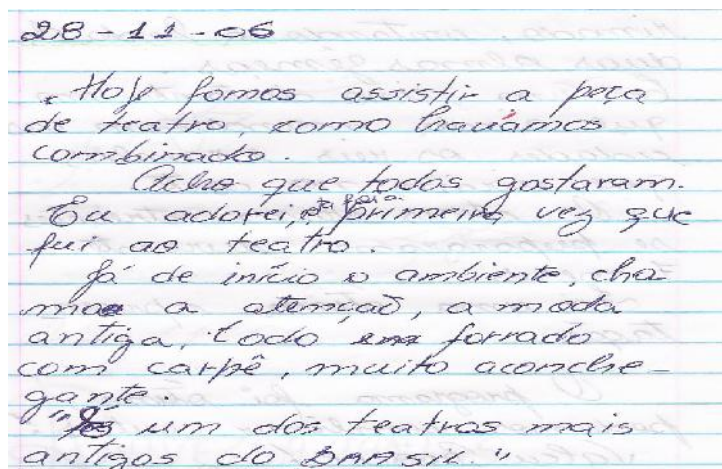 28-11-06
Hoje fomos assistir a peça
de teatro, como havíamos
combinado.
Acho que todos gostaram.
Eu adorei, primeira vez que
fui ao teatro.
Já de início o ambiente, cha
mou a atenção, a moda
antiga, todo forrado
com carpê, muito aconche-
gante.
um dos teatros mais
antigos do BRASIL."